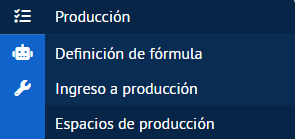 Producción
Definición de fórmula
Ingreso a producción
Espacios de producción